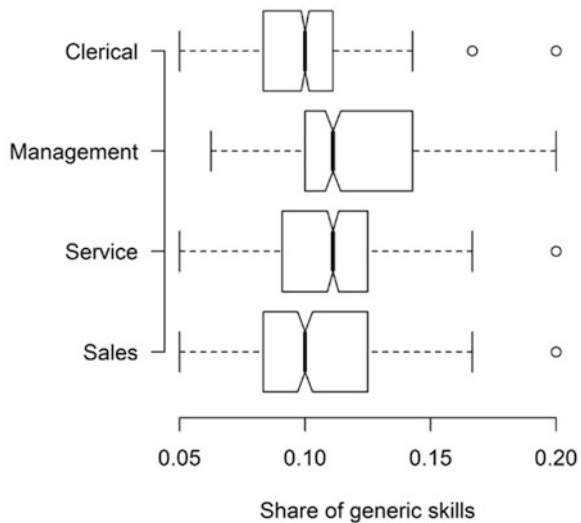 Clerical
Management
Service
Sales
0.05 0.10 0.15 0.20
Share of generic skills